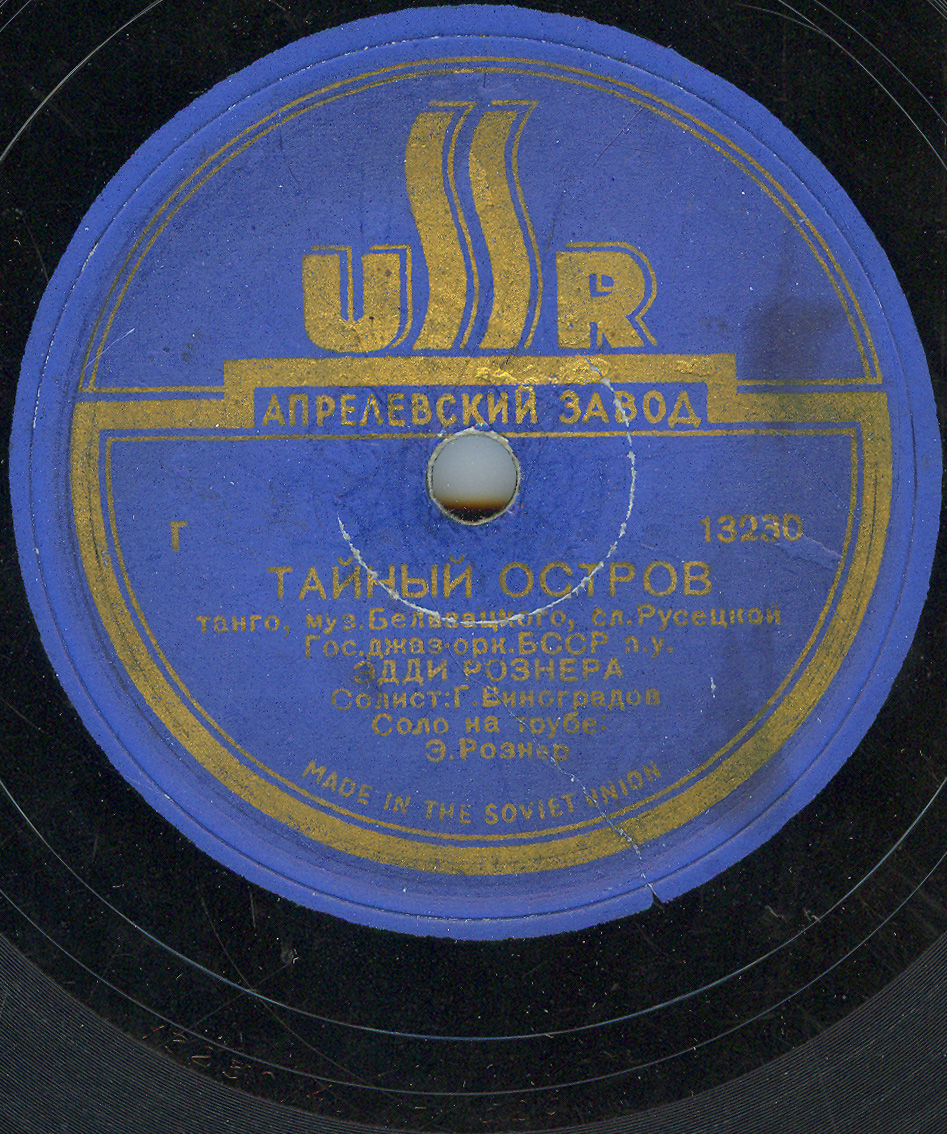 USSR
АПРЕЛЕВСКИЙ ЗАВОД
Г 13230
ТАЙНЫЙ ОСТРОВ
танго, муз. сл.Русецкой
Гос.джаз-орк.БССР п.у.
ЭДДИ РОЗНЕРА
Солист:Г.Виноградов
Соло на трубе:
Э.Рознер
MADE IN THE SOVIET UNION